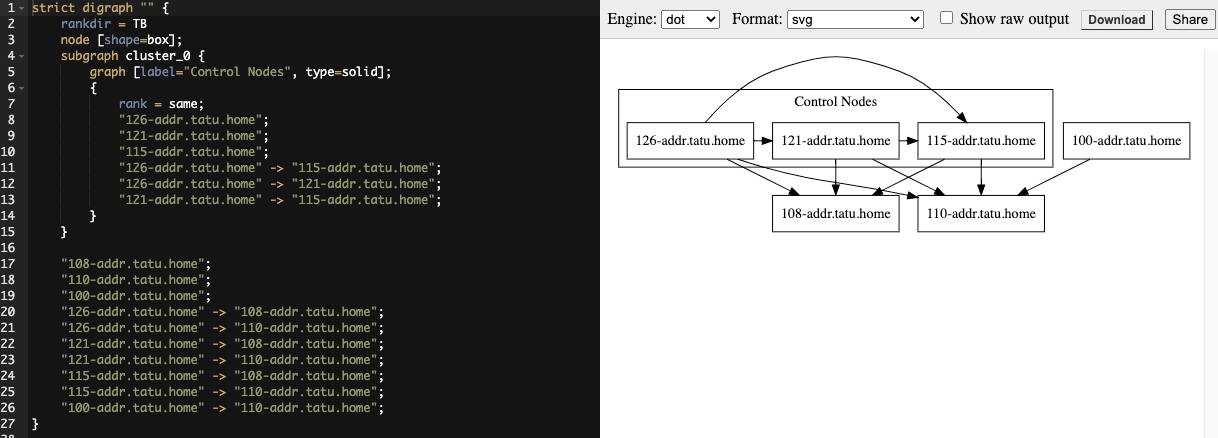 1 strict digraph "" {
2 rankdir = TB
3 node [shape=box];
4 subgraph cluster_0 {
5 graph [label="Control Nodes", type=solid];
6 {
7 rank = same;
8 "126-addr.tatu.home";
9 "121-addr.tatu.home";
10 "115-addr.tatu.home";
11 "126-addr.tatu.home" -> "115-addr.tatu.home";
12 "126-addr.tatu.home" -> "121-addr.tatu.home";
13 "121-addr.tatu.home" -> "115-addr.tatu.home";
14 }
15 }
16
17 "108-addr.tatu.home";
18 "110-addr.tatu.home";
19 "100-addr.tatu.home";
20 "126-addr.tatu.home" -> "108-addr.tatu.home";
21 "126-addr.tatu.home" -> "110-addr.tatu.home";
22 "121-addr.tatu.home" -> "108-addr.tatu.home";
23 "121-addr.tatu.home" -> "110-addr.tatu.home";
24 "115-addr.tatu.home" -> "108-addr.tatu.home";
25 "115-addr.tatu.home" -> "110-addr.tatu.home";
26 "100-addr.tatu.home" -> "110-addr.tatu.home";
27 }
Engine: dot Format: svg Show raw output Download Share
Control Nodes
126-addr.tatu.home 121-addr.tatu.home 115-addr.tatu.home 100-addr.tatu.home
108-addr.tatu.home 110-addr.tatu.home